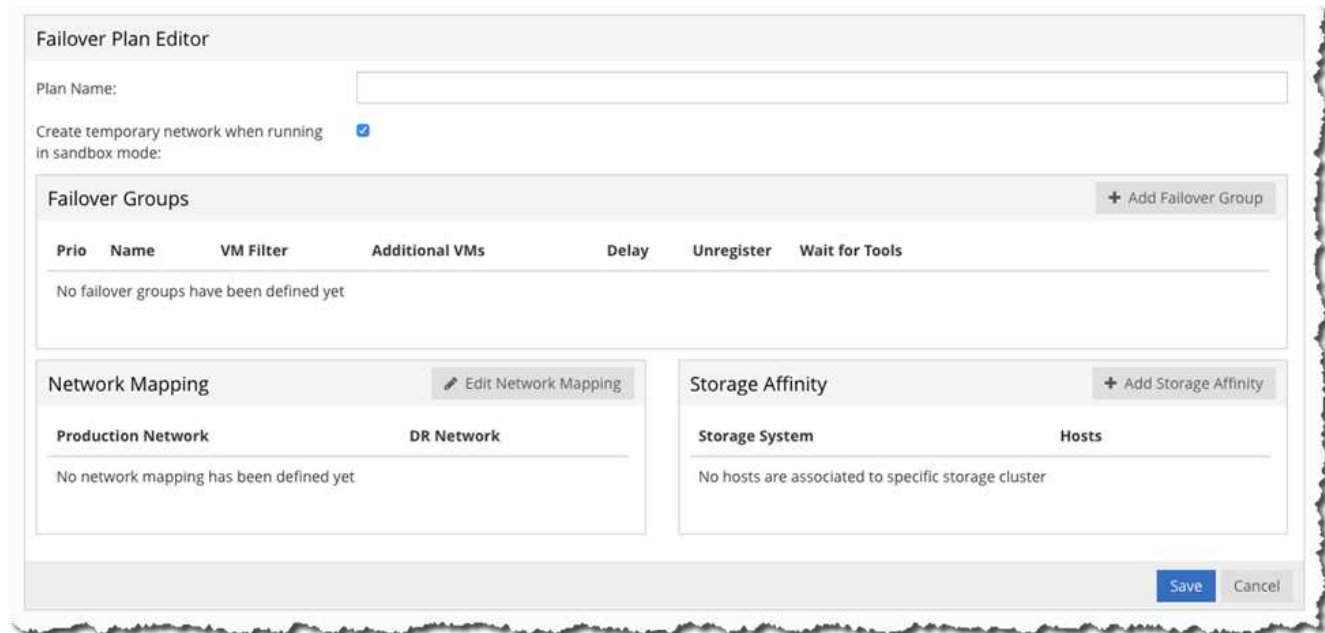 Failover Plan Editor
Plan Name:
Create temporary network when running
in sandbox mode:
Failover Groups
+ Add Failover Group
Prio Name VM Filter Additional VMs Delay Unregister Wait for Tools
No failover groups have been defined yet
Network Mapping
Edit Network Mapping
Production Network DR Network
No network mapping has been defined yet
Storage Affinity
+ Add Storage Affinity
Storage System Hosts
No hosts are associated to specific storage cluster
Save Cancel